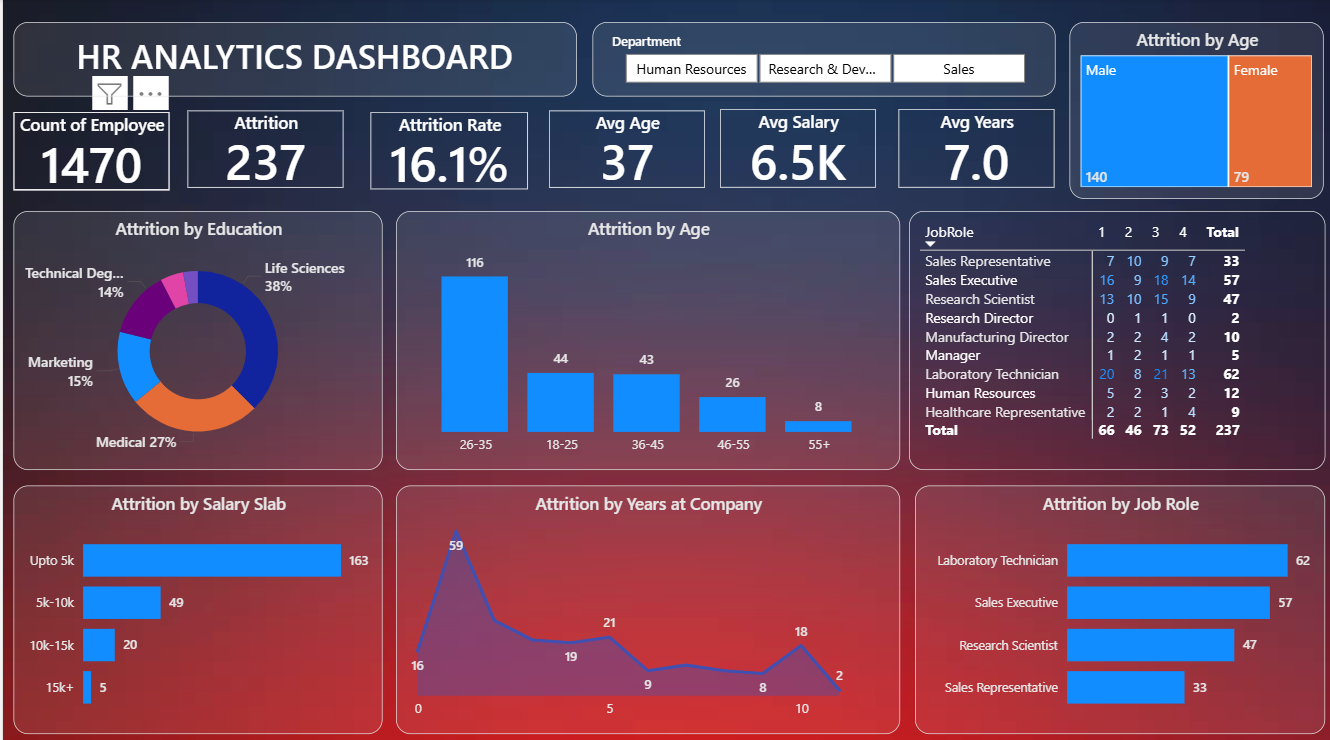 HR ANALYTICS DASHBOARD
Department
Human Resources
Research & Dev...
Sales
Attrition by Age
Male
140
Female
79
Count of Employee
1470
Attrition
237
Attrition Rate
16.1%
Avg Age
37
Avg Salary
6.5K
Avg Years
7.0
Attrition by Education
Life Sciences
38%
Technical Deg...
14%
Marketing
15%
Medical 27%
Attrition by Age
116
44
43
26
8
26-35 18-25 36-45 46-55 55+
JobRole 1 2 3 4 Total
Sales Representative 7 10 9 7 33
Sales Executive 16 9 18 14 57
Research Scientist 13 10 15 9 47
Research Director 0 1 1 0 2
Manufacturing Director 2 2 4 2 10
Manager 1 2 1 1 5
Laboratory Technician 20 8 21 13 62
Human Resources 5 2 3 2 12
Healthcare Representative 2 2 1 4 9
Total 66 46 73 52 237
Attrition by Salary Slab
Upto 5k 163
5k-10k 49
10k-15k 20
15k+ 5
Attrition by Years at Company
16
59
19
21
9
8
18
2
0 5 10
Attrition by Job Role
Laboratory Technician 62
Sales Executive 57
Research Scientist 47
Sales Representative 33